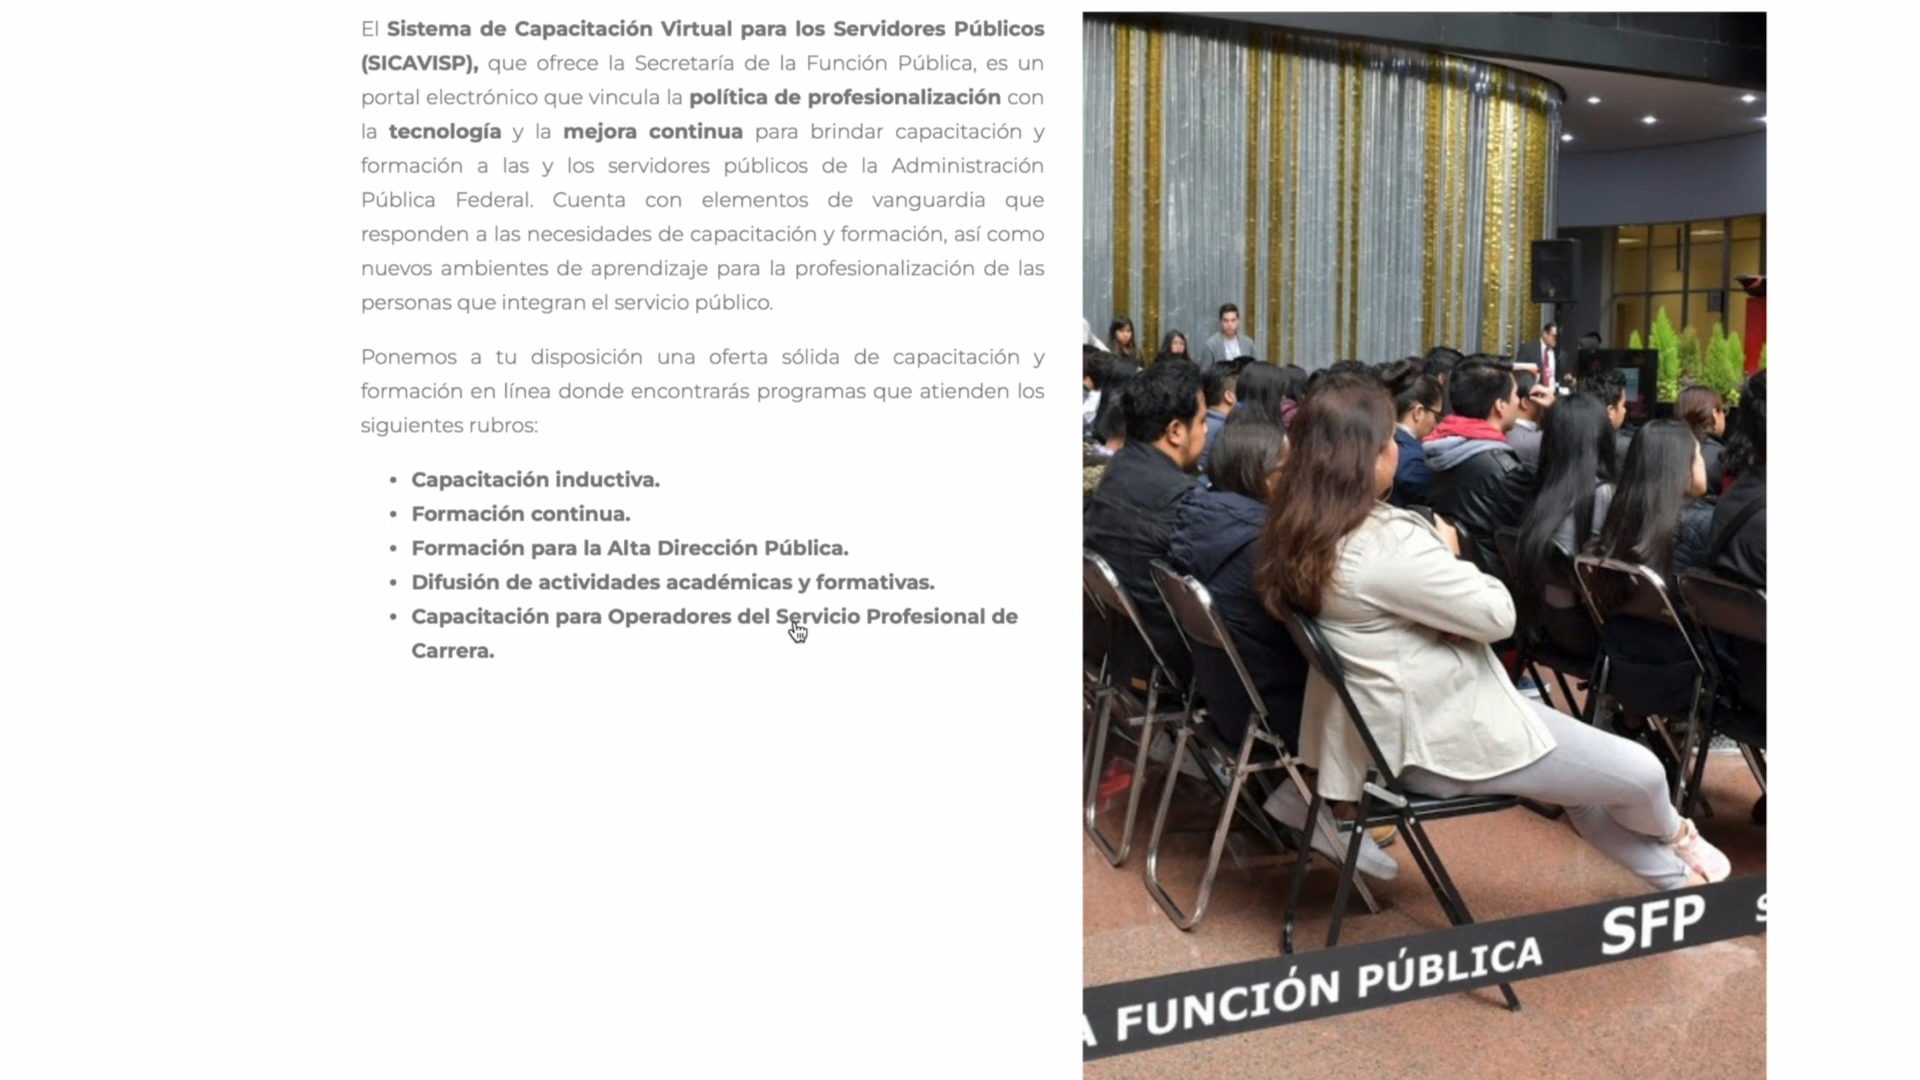 El Sistema de Capacitación Virtual para los Servidores Públicos
(SICAVISP), que ofrece la Secretaría de la Función Pública, es un
portal electrónico que vincula la política de profesionalización con
la tecnología y la mejora continua para brindar capacitación y
formación a las y los servidores públicos de la Administración
Pública Federal. Cuenta con elementos de vanguardia que
responden a las necesidades de capacitación y formación, así como
nuevos ambientes de aprendizaje para la profesionalización de las
personas que integran el servicio público.
Ponemos a tu disposición una oferta sólida de capacitación y
formación en línea donde encontrarás programas que atienden los
siguientes rubros:
• Capacitación inductiva.
• Formación continua.
• Formación para la Alta Dirección Pública.
• Difusión de actividades académicas y formativas.
• Capacitación para Operadores del Servicio Profesional de
Carrera.
A FUNCIÓN PÚBLICA SFP S